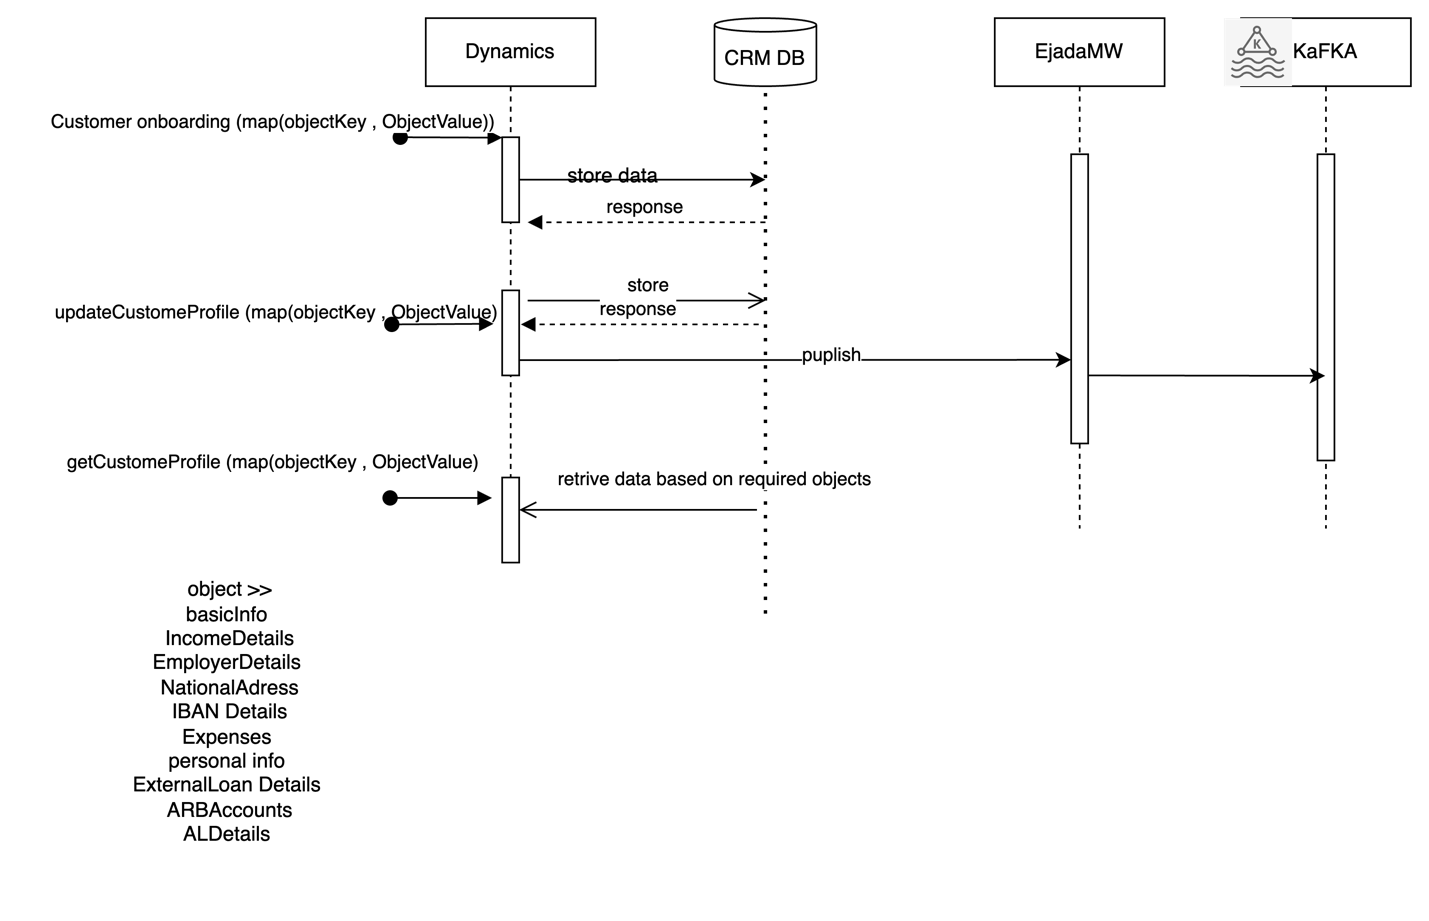 Dynamics
CRM DB
EjadaMW
K
KaFKA
Customer onboarding (map(objectKey , ObjectValue))
store data
response
store
updateCustomeProfile (map(objectKey , ObjectValue)
response
puplish
getCustomeProfile (map(objectKey , ObjectValue)
retrive data based on required objects
object >>
basicInfo
IncomeDetails
EmployerDetails
NationalAdress
IBAN Details
Expenses
personal info
ExternalLoan Details
ARBAccounts
ALDetails